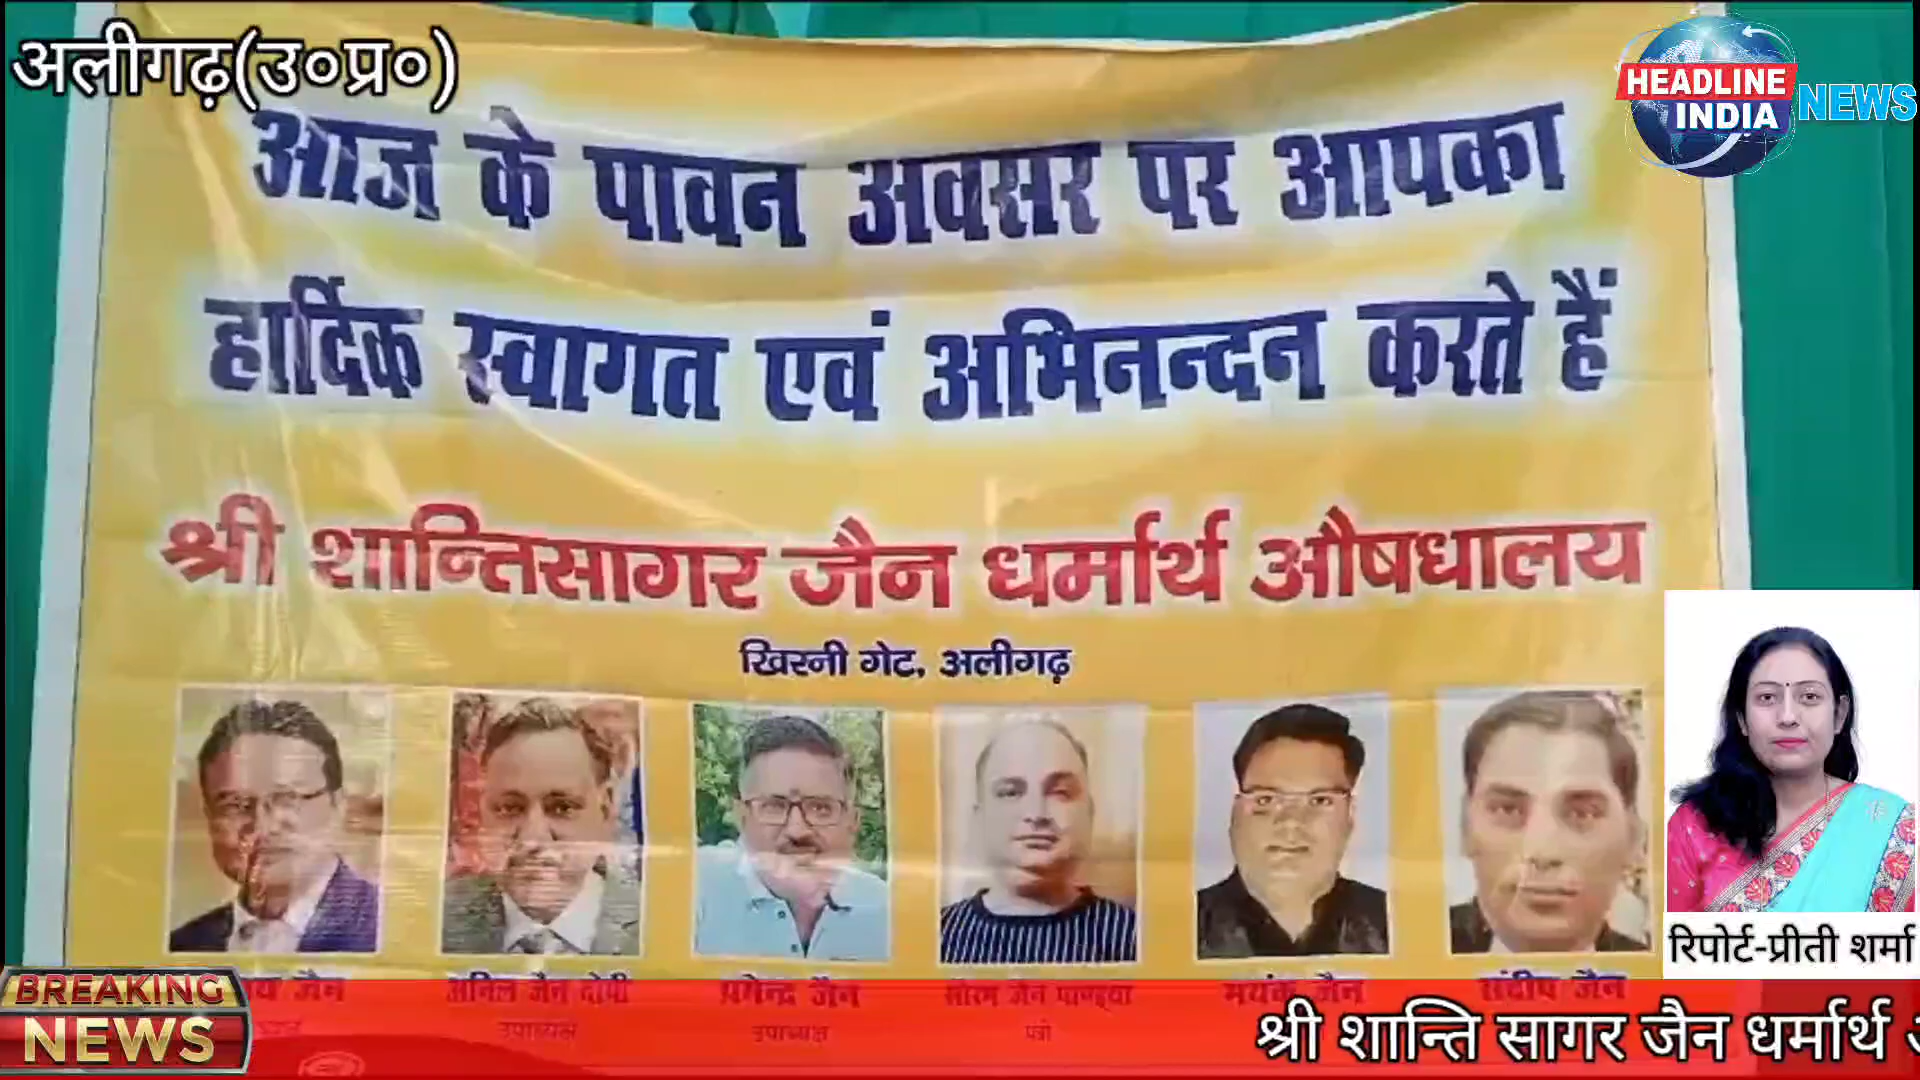 अलीगढ़(उ०प्र०)
HEADLINE
INDIA NEWS
आज के पावन अवसर पर आपका
हार्दिक स्वागत एवं अभिनन्दन करते हैं
श्री शान्तिसागर जैन धर्मार्थ औषधालय
खिरनी गेट, अलीगढ़
रिपोर्ट-प्रीती शर्मा
जैन अनिल जैन दोपी जैन जैन मयंक जैन संदीप जैन
उपाध्यक्ष उपाध्यक्ष
BREAKING
NEWS
श्री शान्ति सागर जैन धर्मार्थ